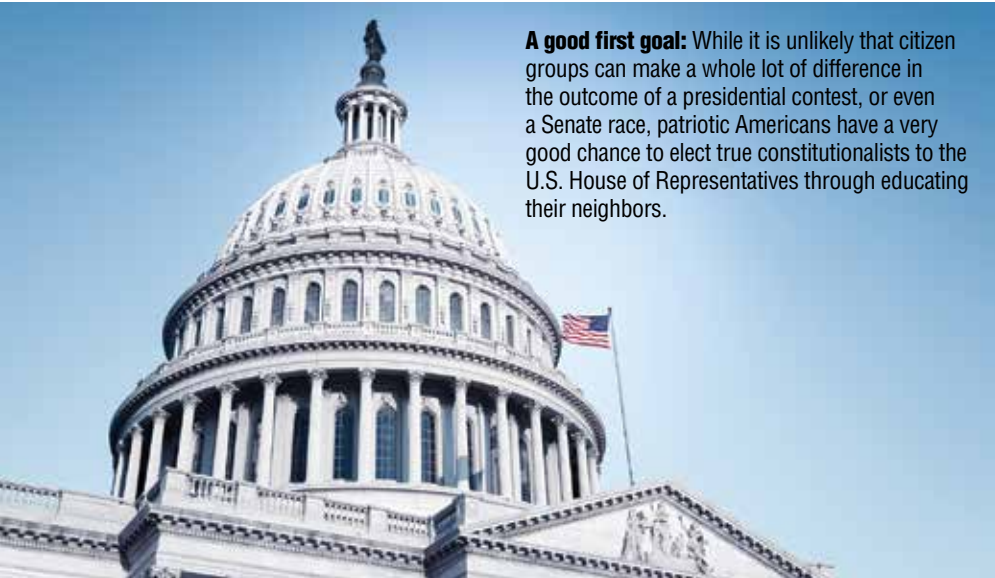 A good first goal: While it is unlikely that citizen
groups can make a whole lot of difference in
the outcome of a presidential contest, or even
a Senate race, patriotic Americans have a very
good chance to elect true constitutionalists to the
U.S. House of Representatives through educating
their neighbors.